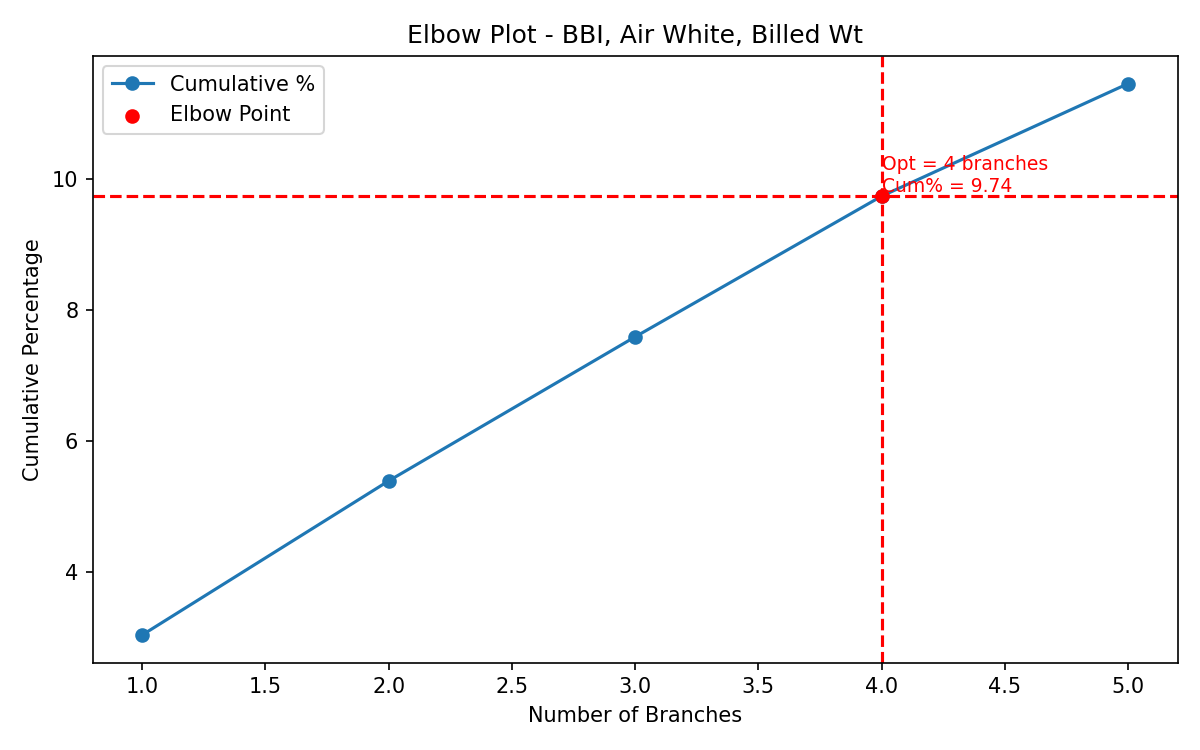 Elbow Plot - BBI, Air White, Billed Wt
Cumulative %
Elbow Point
Opt = 4 branches
Cum% = 9.74
Cumulative Percentage
10
8
6
4
1.0 1.5 2.0 2.5 3.0 3.5 4.0 4.5 5.0
Number of Branches